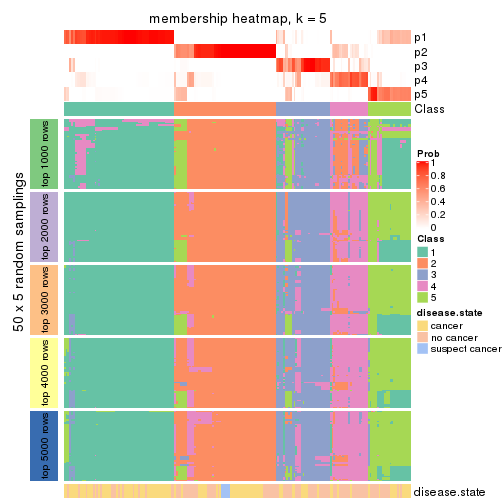 membership heatmap, k = 5
p1
p2
p3
p4
p5
Class
50 x 5 random samplings
top 1000 rows
top 2000 rows
top 3000 rows
top 4000 rows
top 5000 rows
disease.state
Prob
1
0.8
0.6
0.4
0.2
0
Class
1
2
3
4
5
disease.state
cancer
no cancer
suspect cancer